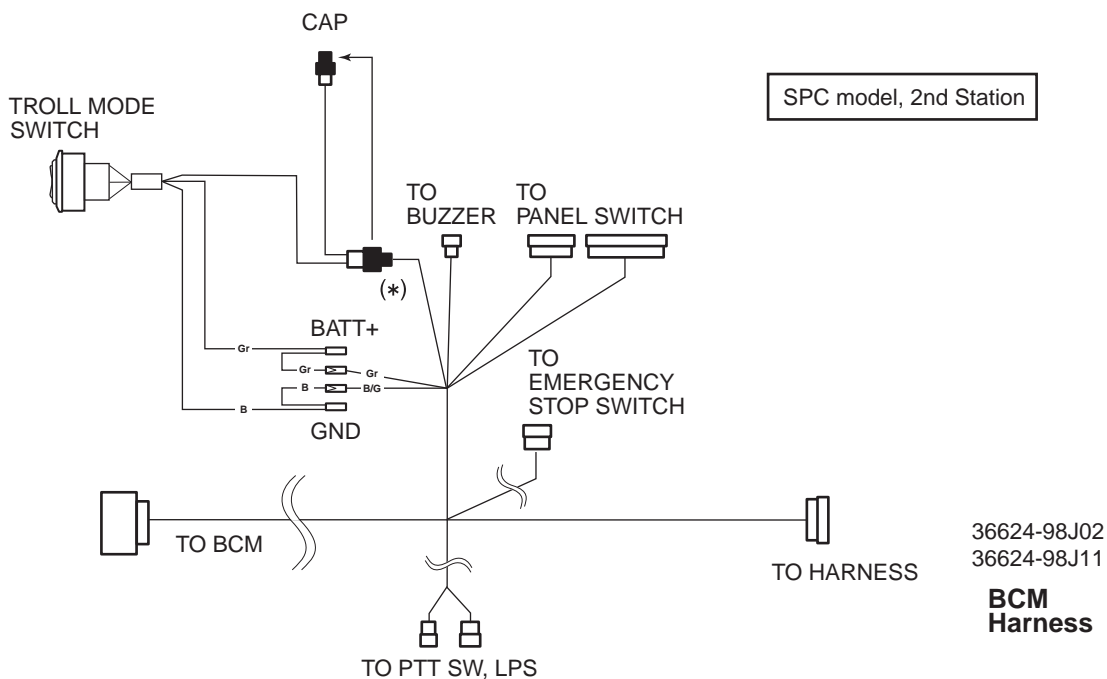 CAP
SPC model, 2nd Station
TROLL MODE
SWITCH
TO
BUZZER
TO
PANEL SWITCH
(*)
BATT+
Gr
Gr
Gr
B
B/G
B
GND
TO
EMERGENCY
STOP SWITCH
TO BCM
TO HARNESS
36624-98J02
36624-98J11
BCM
Harness
TO PTT SW, LPS